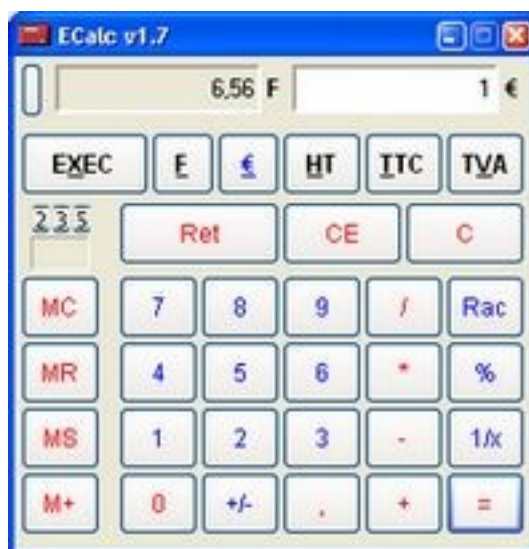 ECalc v1.7
6,56 F 1 €
EXEC F € HT TTC TVA
2 3 5 Ret CE C
MC 7 8 9 / Rac
MR 4 5 6 * %
MS 1 2 3 - 1/x
M+ 0 +/- , + =